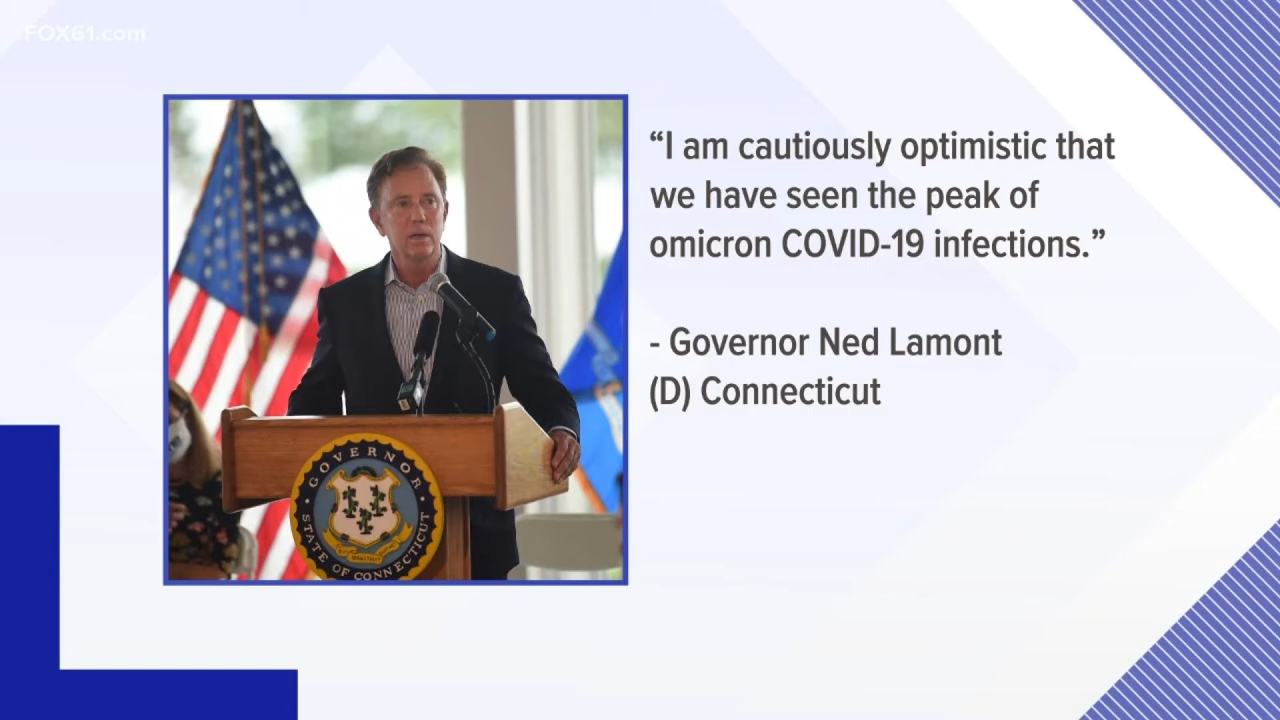 FOX61.com
“I am cautiously optimistic that
we have seen the peak of
omicron COVID-19 infections.”
- Governor Ned Lamont
(D) Connecticut
GOVERNOR
STATE OF CONNECTICUT